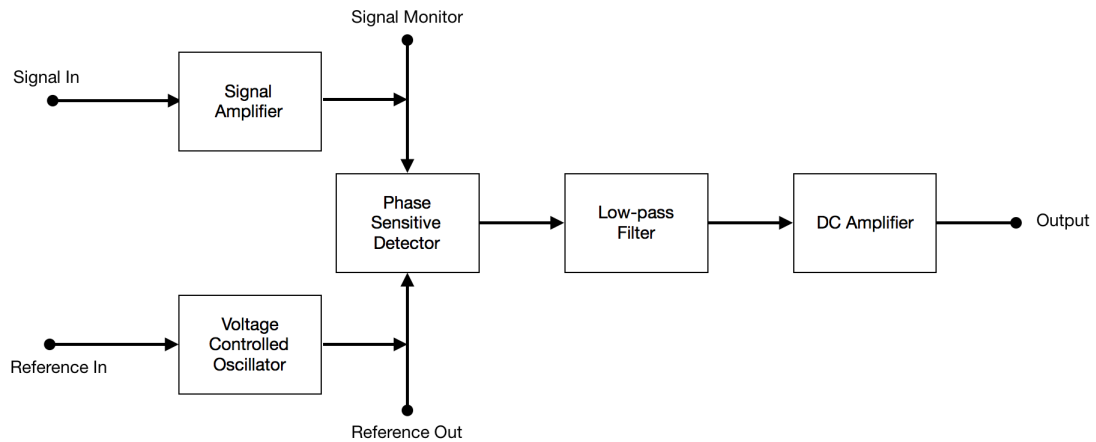 Signal Monitor
Signal In
Signal
Amplifier
Phase
Sensitive
Detector
Low-pass
Filter
DC Amplifier
Output
Voltage
Controlled
Oscillator
Reference In
Reference Out